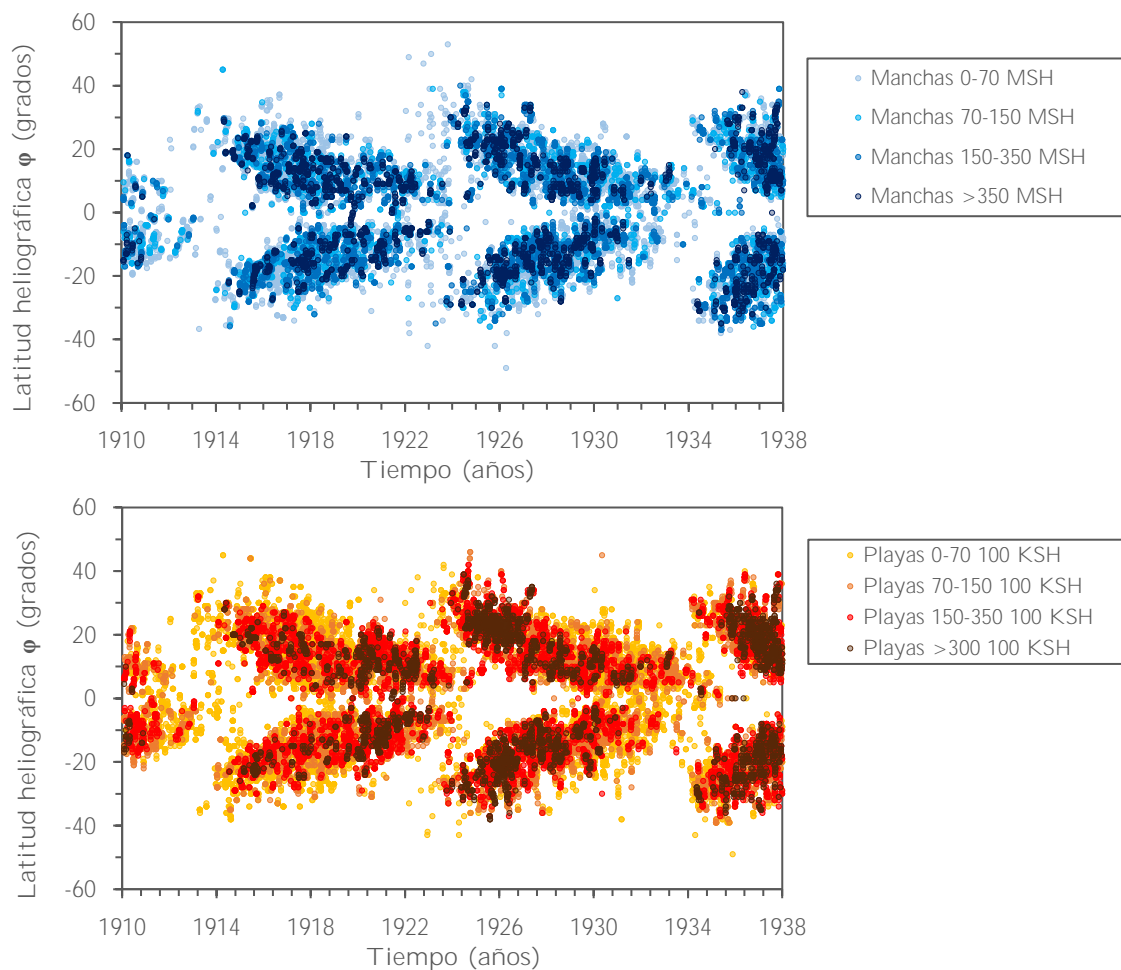 60
40
20
0
-20
-40
-60
Latitud heliográfica φ (grados)
1910 1914 1918 1922 1926 1930 1934 1938
Tiempo (años)
Manchas 0-70 MSH
Manchas 70-150 MSH
Manchas 150-350 MSH
Manchas >350 MSH
60
40
20
0
-20
-40
-60
Latitud heliográfica φ (grados)
1910 1914 1918 1922 1926 1930 1934 1938
Tiempo (años)
Playas 0-70 100 KSH
Playas 70-150 100 KSH
Playas 150-350 100 KSH
Playas >300 100 KSH